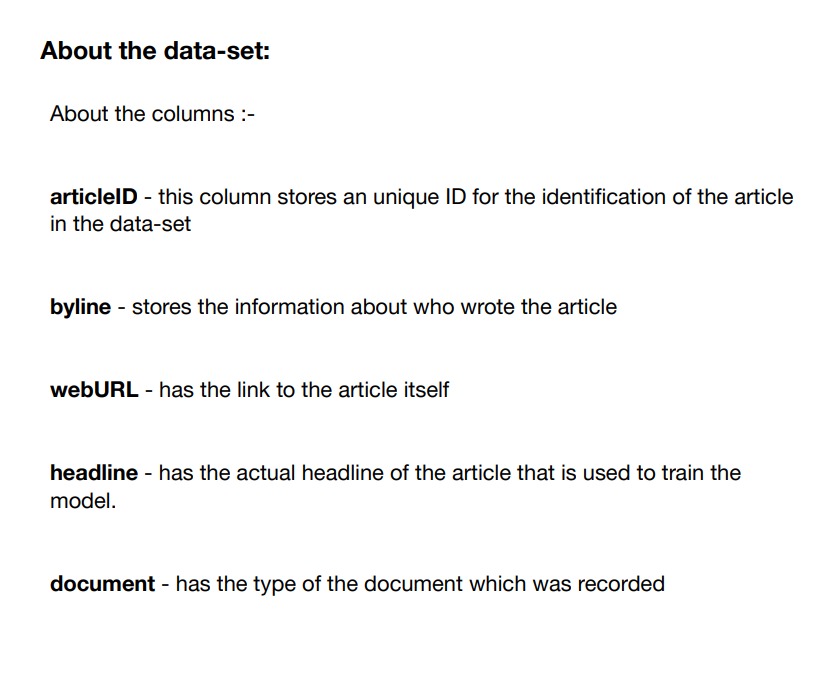 About the data-set:
About the columns :-
articleID - this column stores an unique ID for the identification of the article
in the data-set
byline - stores the information about who wrote the article
webURL - has the link to the article itself
headline - has the actual headline of the article that is used to train the
model.
document - has the type of the document which was recorded